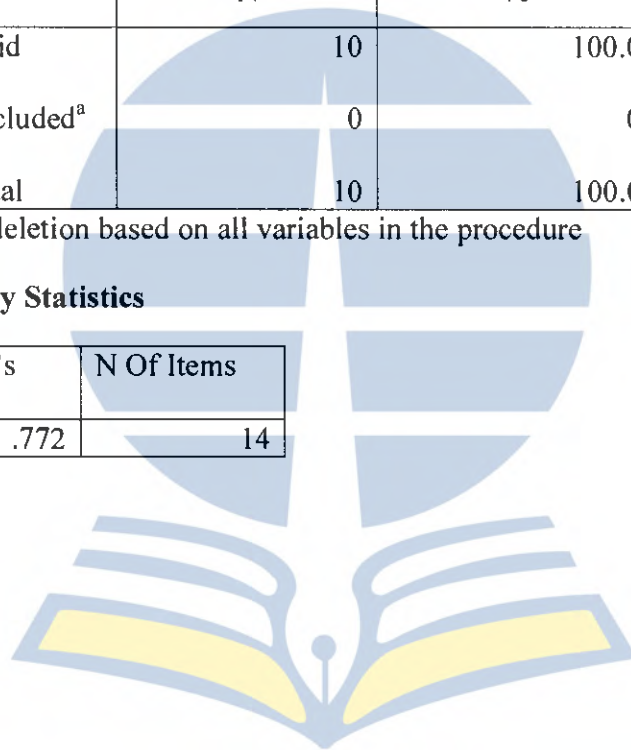 id 10 100.0
cluded^a 0 0
al 10 100.0
deletion based on all variables in the procedure
y Statistics
's N Of Items
.772 14